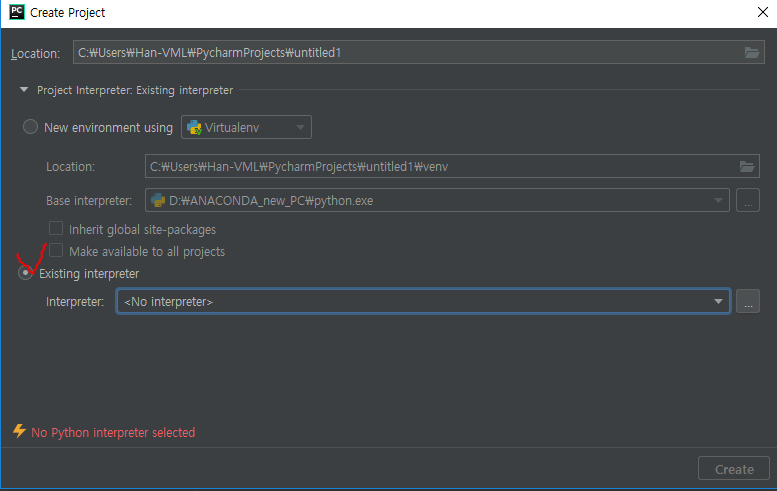 PC Create Project
Location: C:₩Users₩Han-VML₩PycharmProjects₩untitled1
Project Interpreter: Existing interpreter
New environment using Virtualenv
Location: C:₩Users₩Han-VML₩PycharmProjects₩untitled1₩venv
Base interpreter: D:₩ANACONDA_new_PC₩python.exe ...
Inherit global site-packages
Make available to all projects
Existing interpreter
Interpreter: <No interpreter> ...
No Python interpreter selected
Create